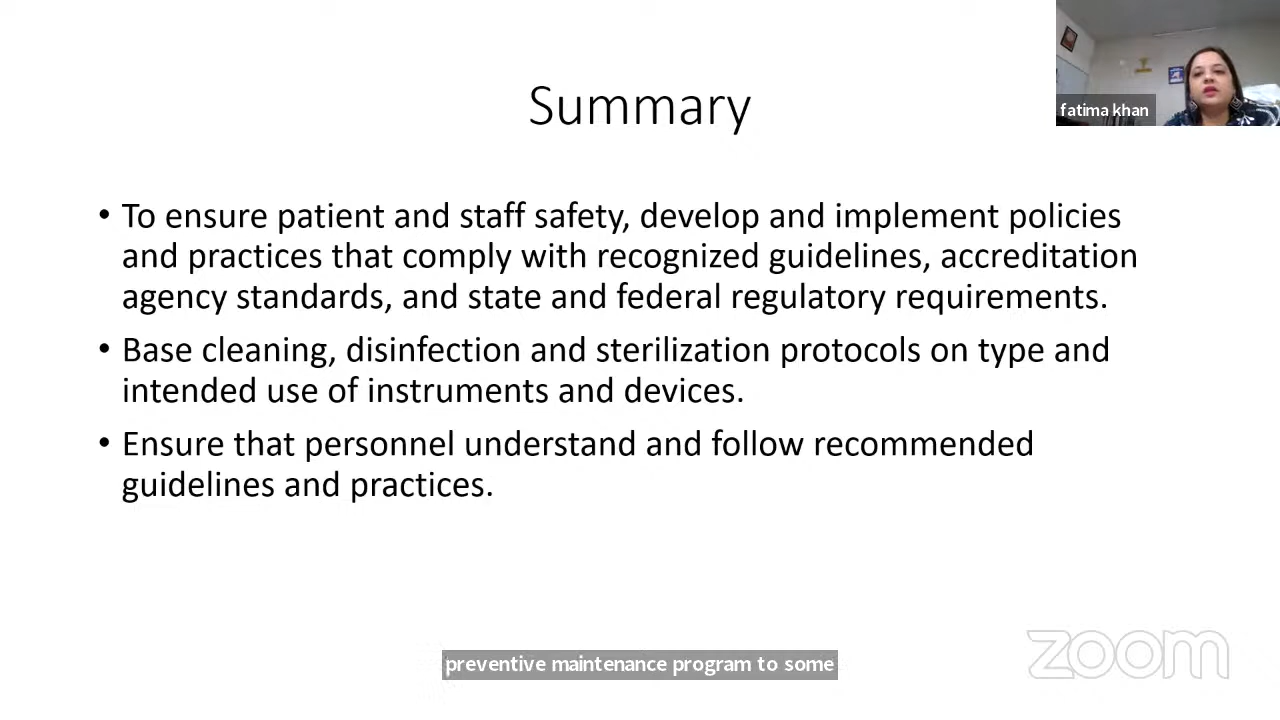 Summary
fatima khan
• To ensure patient and staff safety, develop and implement policies
and practices that comply with recognized guidelines, accreditation
agency standards, and state and federal regulatory requirements.
• Base cleaning, disinfection and sterilization protocols on type and
intended use of instruments and devices.
• Ensure that personnel understand and follow recommended
guidelines and practices.
preventive maintenance program to some
zoom